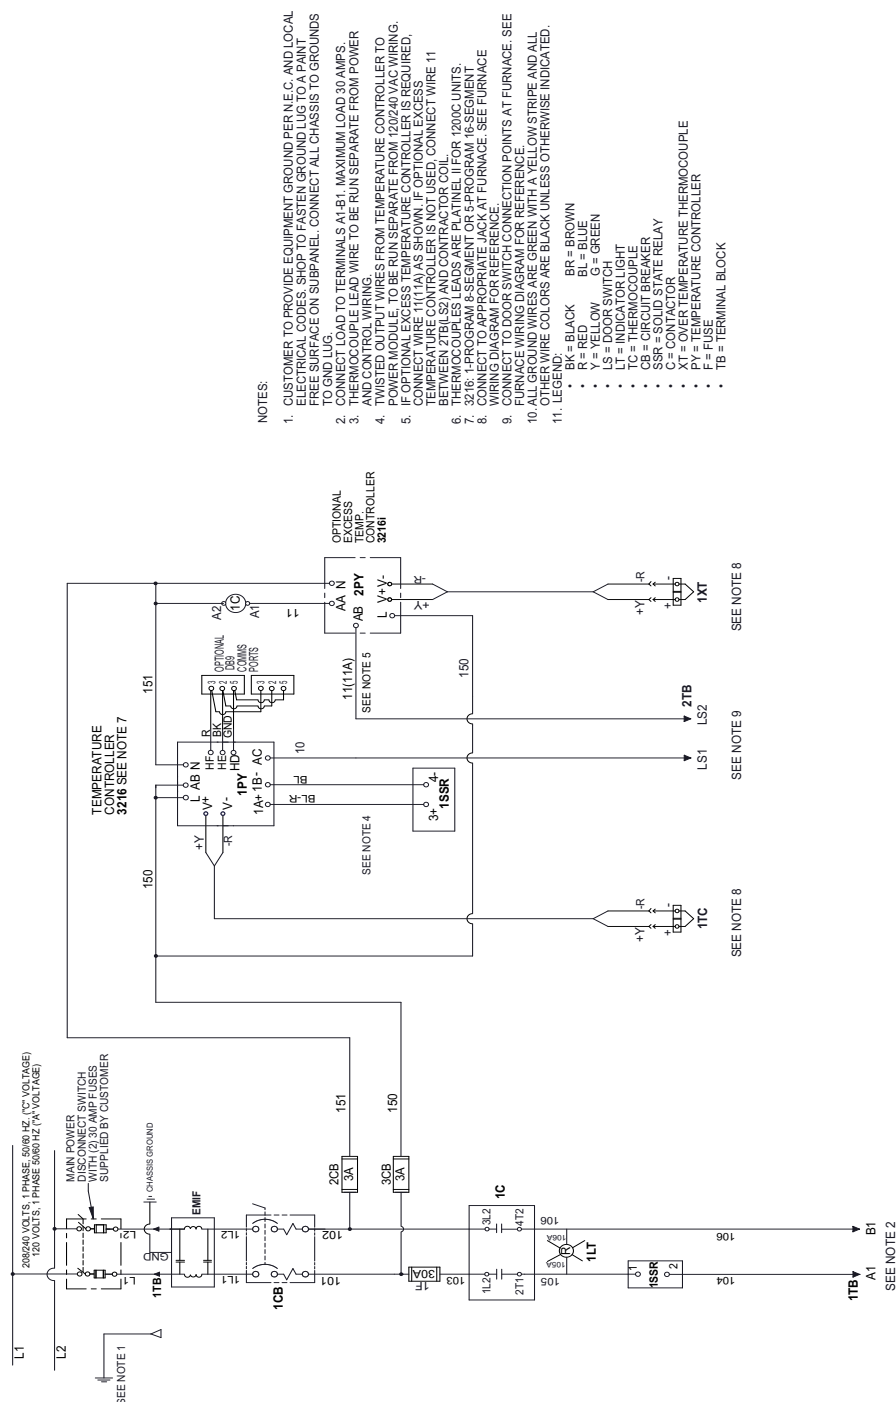 L1
L2
208/240 VOLTS, 1 PHASE, 50/60 HZ, ("C" VOLTAGE)
120 VOLTS, 1 PHASE 50/60 HZ ("A" VOLTAGE)
MAIN POWER
DISCONNECT SWITCH
WITH (2) 30 AMP FUSES
SUPPLIED BY CUSTOMER
SEE NOTE 1
L1
L2
1TB
GND
CHASSIS GROUND
EMIF
1L1
1L2
1CB
101
102
2CB
3A
151
3CB
3A
150
1F
30A
103
1C
1L2
3L2
2T1
4T2
105
106
105A
106A
R
1LT
1
2
1SSR
104
106
1TB
A1
B1
SEE NOTE 2
TEMPERATURE
CONTROLLER
3216 SEE NOTE 7
150
151
L
AB
N
V+
V-
1PY
HF
HE
HD
1A+
1B-
AC
+Y
-R
R
BK
GND
3
2
5
3
2
5
OPTIONAL
DB9
COMMS
PORTS
BL-R
BL
10
SEE NOTE 4
3+
4-
1SSR
+Y
-R
+
-
1TC
SEE NOTE 8
A2
1C
A1
11
OPTIONAL
EXCESS
TEMP.
CONTROLLER
3216i
AA
N
2PY
AB
L
V+
V-
+Y
-R
11(11A)
SEE NOTE 5
150
LS1
LS2
2TB
SEE NOTE 9
+Y
-R
+
-
1XT
SEE NOTE 8
NOTES:
1. CUSTOMER TO PROVIDE EQUIPMENT GROUND PER N.E.C. AND LOCAL
ELECTRICAL CODES. SHOP TO FASTEN GROUND LUG TO A PAINT
FREE SURFACE ON SUBPANEL. CONNECT ALL CHASSIS TO GROUNDS
TO GND LUG.
2. CONNECT LOAD TO TERMINALS A1-B1. MAXIMUM LOAD 30 AMPS.
3. THERMOCOUPLE LEAD WIRE TO BE RUN SEPARATE FROM POWER
AND CONTROL WIRING.
4. TWISTED OUTPUT WIRES FROM TEMPERATURE CONTROLLER TO
POWER MODULE, TO BE RUN SEPARATE FROM 120/240 VAC WIRING.
5. IF OPTIONAL EXCESS TEMPERATURE CONTROLLER IS REQUIRED,
CONNECT WIRE 11(11A) AS SHOWN. IF OPTIONAL EXCESS
TEMPERATURE CONTROLLER IS NOT USED, CONNECT WIRE 11
BETWEEN 2TB(LS2) AND CONTRACTOR COIL.
6. THERMOCOUPLES LEADS ARE PLATINEL II FOR 1200C UNITS.
7. 3216: 1-PROGRAM 8-SEGMENT OR 5-PROGRAM 16-SEGMENT
8. CONNECT TO APPROPRIATE JACK AT FURNACE. SEE FURNACE
WIRING DIAGRAM FOR REFERENCE.
9. CONNECT TO DOOR SWITCH CONNECTION POINTS AT FURNACE. SEE
FURNACE WIRING DIAGRAM FOR REFERENCE.
10. ALL GROUND WIRES ARE GREEN WITH A YELLOW STRIPE AND ALL
OTHER WIRE COLORS ARE BLACK UNLESS OTHERWISE INDICATED.
11. LEGEND:
• BK = BLACK BR = BROWN
• R = RED BL = BLUE
• Y = YELLOW G = GREEN
• LS = DOOR SWITCH
• LT = INDICATOR LIGHT
• TC = THERMOCOUPLE
• CB = CIRCUIT BREAKER
• SSR = SOLID STATE RELAY
• C = CONTACTOR
• XT = OVER TEMPERATURE THERMOCOUPLE
• PY = TEMPERATURE CONTROLLER
• F = FUSE
• TB = TERMINAL BLOCK